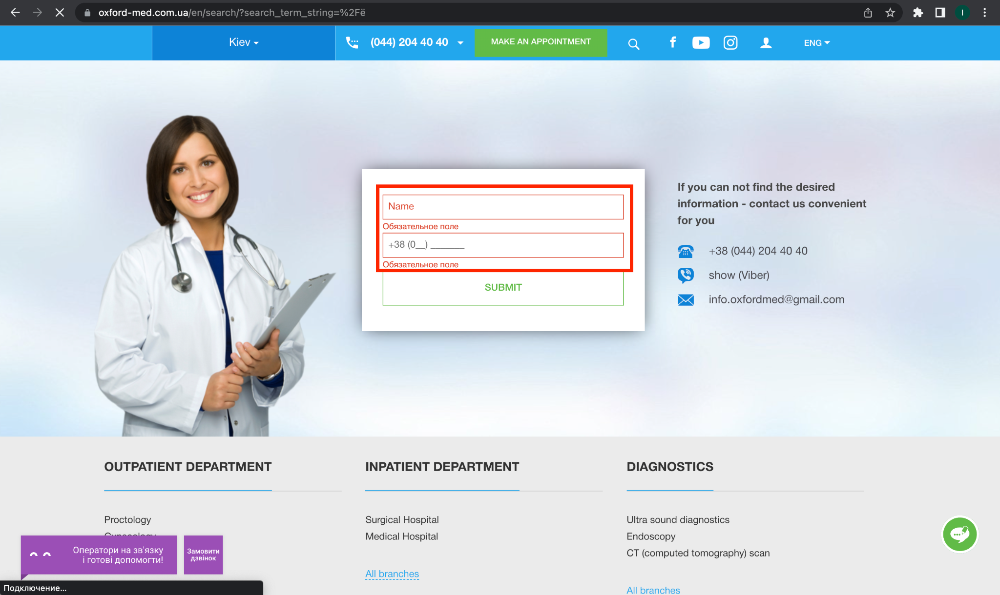 oxford-med.com.ua/en/search/?search_term_string=%2Fё
I
Kiev
(044) 204 40 40
MAKE AN APPOINTMENT
ENG
Name
Обязательное поле
+38 (0__) _______
Обязательное поле
SUBMIT
If you can not find the desired
information - contact us convenient
for you
+38 (044) 204 40 40
show (Viber)
info.oxfordmed@gmail.com
OUTPATIENT DEPARTMENT
Proctology
Gynecology
INPATIENT DEPARTMENT
Surgical Hospital
Medical Hospital
All branches
DIAGNOSTICS
Ultra sound diagnostics
Endoscopy
CT (computed tomography) scan
All branches
Оператори на зв'язку
і готові допомогти!
Замовити
дзвінок
Подключение...